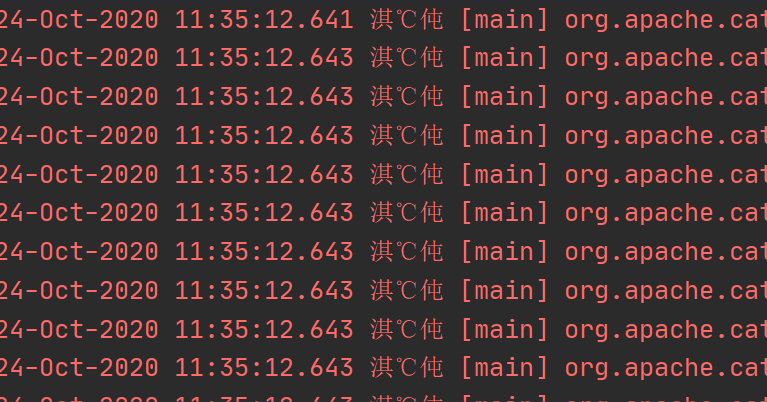 24-Oct-2020 11:35:12.641 淇℃伅 [main] org.apache.cat
24-Oct-2020 11:35:12.643 淇℃伅 [main] org.apache.cat
24-Oct-2020 11:35:12.643 淇℃伅 [main] org.apache.cat
24-Oct-2020 11:35:12.643 淇℃伅 [main] org.apache.cat
24-Oct-2020 11:35:12.643 淇℃伅 [main] org.apache.cat
24-Oct-2020 11:35:12.643 淇℃伅 [main] org.apache.cat
24-Oct-2020 11:35:12.643 淇℃伅 [main] org.apache.cat
24-Oct-2020 11:35:12.643 淇℃伅 [main] org.apache.cat
24-Oct-2020 11:35:12.643 淇℃伅 [main] org.apache.cat
24-Oct-2020 11:35:12.643 淇℃伅 [main] org.apache.cat